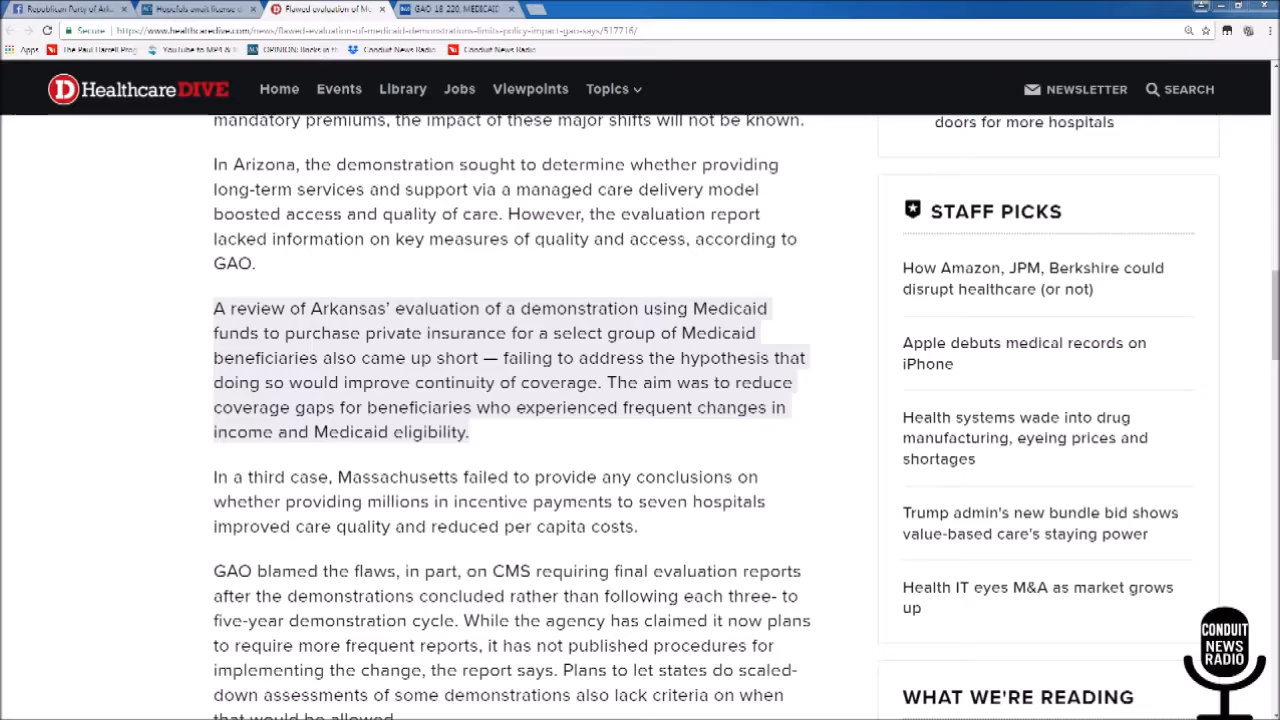 Republican Party of Arkan
Hopefuls await license o
Flawed evaluation of M
GAO-18-220, MEDICAID
Secure
https://www.healthcaredive.com/news/flawed-evaluation-of-medicaid-demonstrations-limits-policy-impact-gao-says/517716/
Apps
The Paul Harrell Prog
YouTube to MP4 &
OPINION: Rocks in th
Conduit News Radio
Conduit News Radio
HealthcareDIVE
Home
Events
Library
Jobs
Viewpoints
Topics
NEWSLETTER
SEARCH
mandatory premiums, the impact of these major shifts will not be known.
In Arizona, the demonstration sought to determine whether providing
long-term services and support via a managed care delivery model
boosted access and quality of care. However, the evaluation report
lacked information on key measures of quality and access, according to
GAO.
A review of Arkansas' evaluation of a demonstration using Medicaid
funds to purchase private insurance for a select group of Medicaid
beneficiaries also came up short — failing to address the hypothesis that
doing so would improve continuity of coverage. The aim was to reduce
coverage gaps for beneficiaries who experienced frequent changes in
income and Medicaid eligibility.
In a third case, Massachusetts failed to provide any conclusions on
whether providing millions in incentive payments to seven hospitals
improved care quality and reduced per capita costs.
GAO blamed the flaws, in part, on CMS requiring final evaluation reports
after the demonstrations concluded rather than following each three- to
five-year demonstration cycle. While the agency has claimed it now plans
to require more frequent reports, it has not published procedures for
implementing the change, the report says. Plans to let states do scaled-
down assessments of some demonstrations also lack criteria on when
that would be allowed.
doors for more hospitals
STAFF PICKS
How Amazon, JPM, Berkshire could
disrupt healthcare (or not)
Apple debuts medical records on
iPhone
Health systems wade into drug
manufacturing, eyeing prices and
shortages
Trump admin's new bundle bid shows
value-based care's staying power
Health IT eyes M&A as market grows
up
WHAT WE'RE READING
CONDUIT
NEWS
RADIO